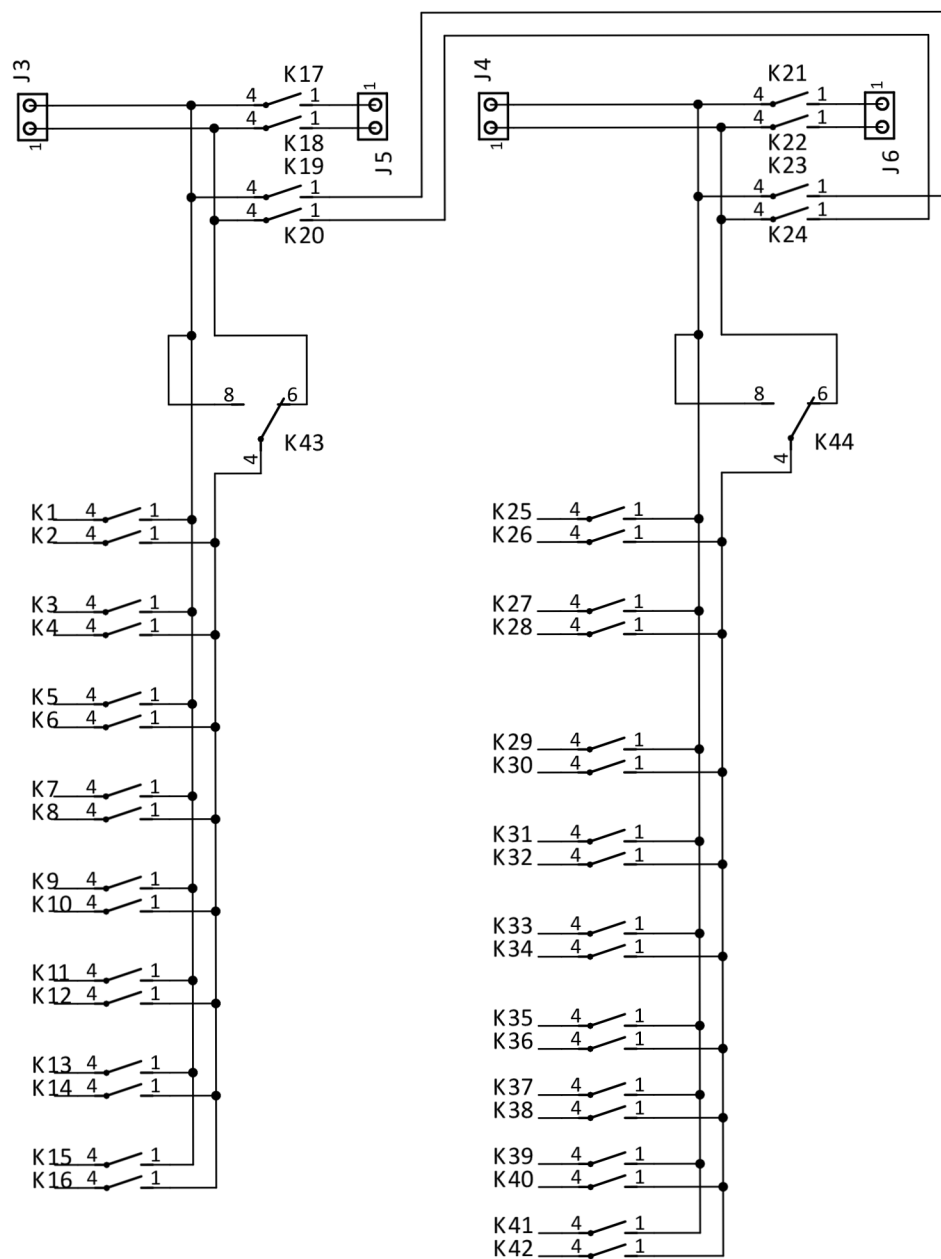 J3
1
K17
4 1
4 1
K18
1
J5
K19
4 1
4 1
K20
J4
1
K21
4 1
4 1
K22
1
J6
K23
4 1
4 1
K24
8 6
4
K43
8 6
4
K44
K1 4 1
K2 4 1
K3 4 1
K4 4 1
K5 4 1
K6 4 1
K7 4 1
K8 4 1
K9 4 1
K10 4 1
K11 4 1
K12 4 1
K13 4 1
K14 4 1
K15 4 1
K16 4 1
K25 4 1
K26 4 1
K27 4 1
K28 4 1
K29 4 1
K30 4 1
K31 4 1
K32 4 1
K33 4 1
K34 4 1
K35 4 1
K36 4 1
K37 4 1
K38 4 1
K39 4 1
K40 4 1
K41 4 1
K42 4 1